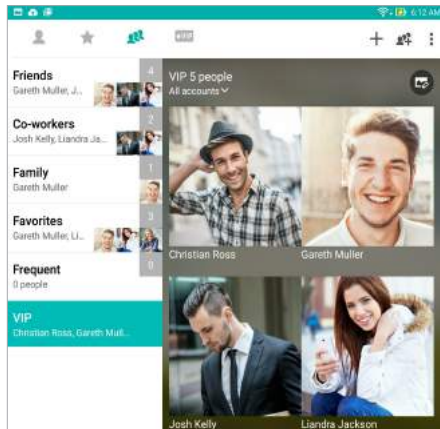 6:12 AM
VIP
Friends
4
Gareth Muller, J...
Co-workers
2
Josh Kelly, Liandra Ja...
Family
1
Gareth Muller
Favorites
3
Gareth Muller, Li...
Frequent
0
0 people
VIP
Christian Ross, Gareth Mull...
VIP 5 people
All accounts
Christian Ross
Gareth Muller
Josh Kelly
Liandra Jackson